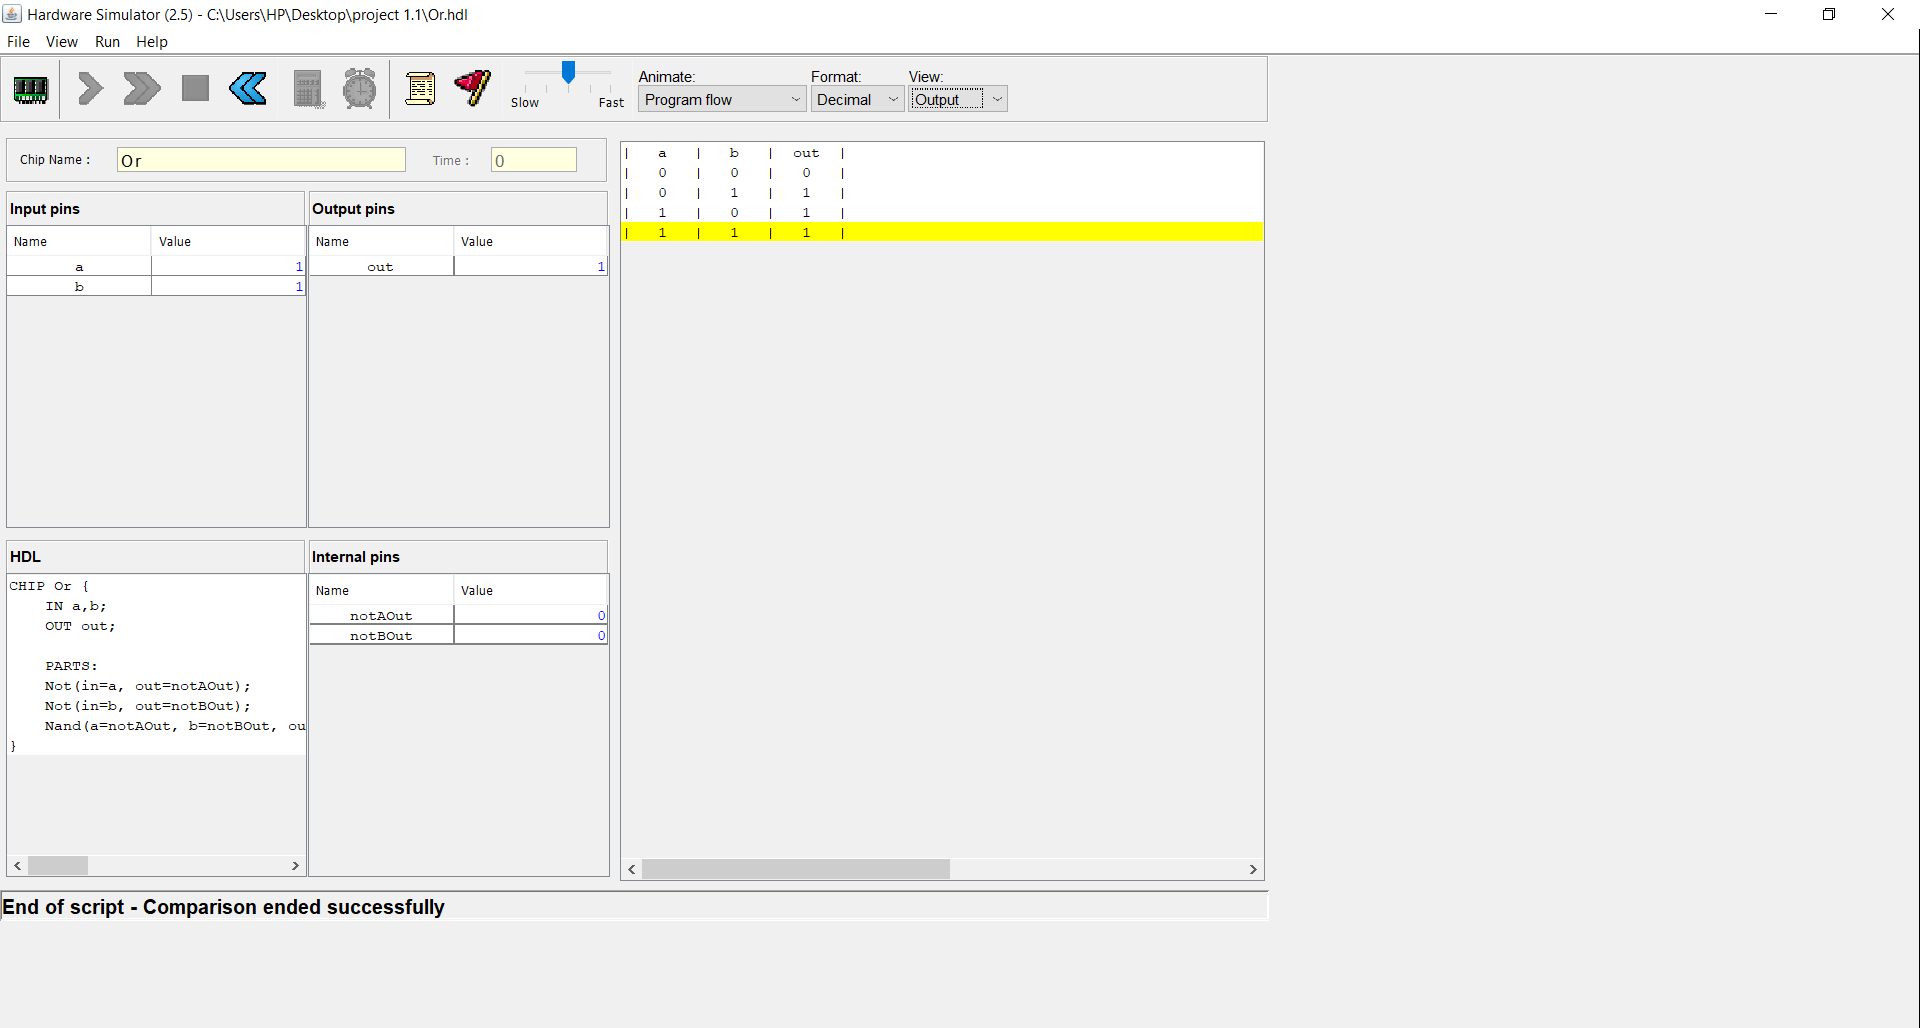 Hardware Simulator (2.5) - C:\Users\HP\Desktop\project 1.1\Or.hdl
File View Run Help
Slow Fast
Animate: Format: View:
Program flow Decimal Output
Chip Name : Or Time : 0
Input pins
Name Value
a 1
b 1
Output pins
Name Value
out 1
| a | b | out |
| 0 | 0 | 0 |
| 0 | 1 | 1 |
| 1 | 0 | 1 |
| 1 | 1 | 1 |
HDL
CHIP Or {
IN a,b;
OUT out;
PARTS:
Not(in=a, out=notAOut);
Not(in=b, out=notBOut);
Nand(a=notAOut, b=notBOut, ou
}
Internal pins
Name Value
notAOut 0
notBOut 0
End of script - Comparison ended successfully